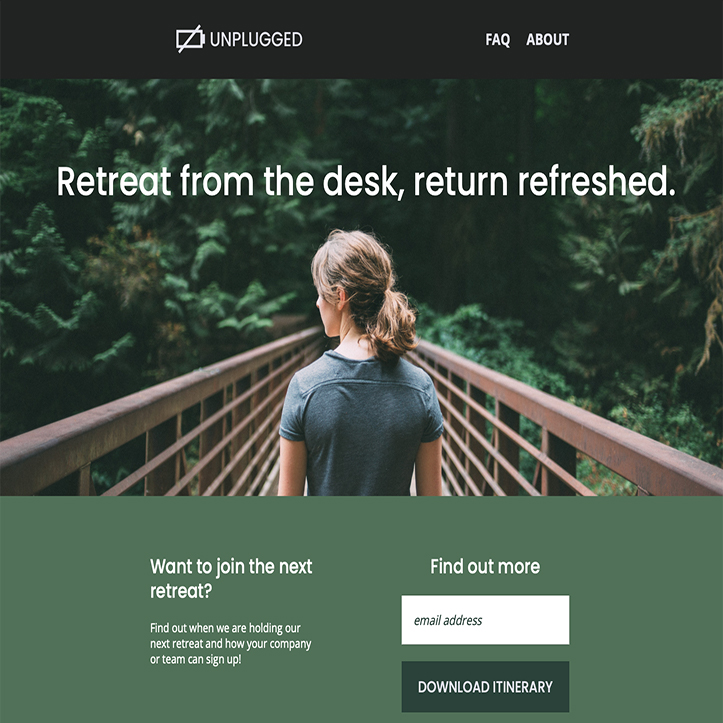 UNPLUGGED
FAQ ABOUT
Retreat from the desk, return refreshed.
Want to join the next
retreat?
Find out when we are holding our
next retreat and how your company
or team can sign up!
Find out more
email address
DOWNLOAD ITINERARY